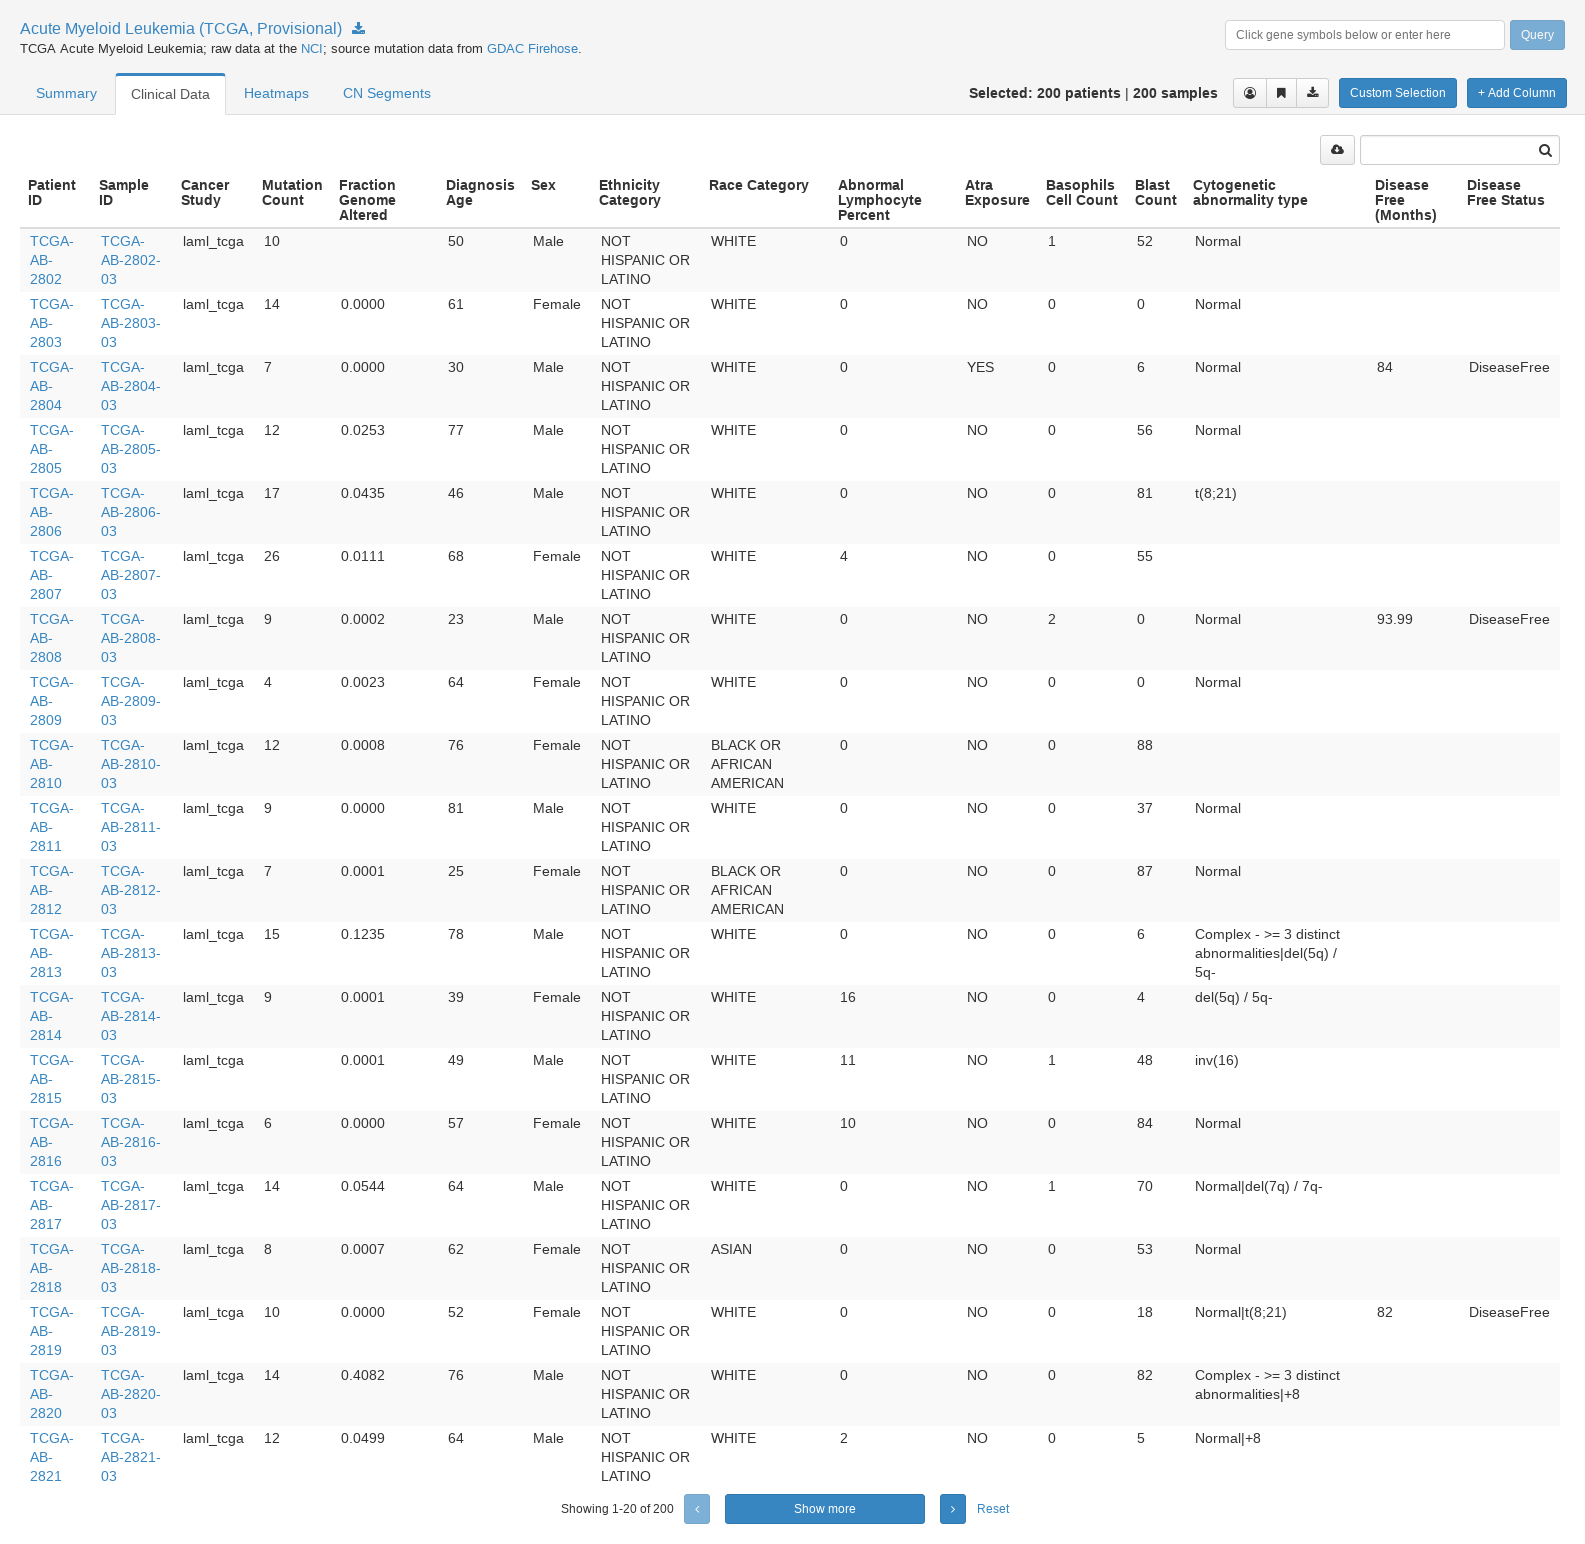 Acute Myeloid Leukemia (TCGA, Provisional)
TCGA Acute Myeloid Leukemia; raw data at the NCI; source mutation data from GDAC Firehose.
Click gene symbols below or enter here Query
Summary Clinical Data Heatmaps CN Segments Selected: 200 patients | 200 samples Custom Selection + Add Column
Patient Sample Cancer Mutation Fraction Diagnosis Sex Ethnicity Race Category Abnormal Atra Basophils Blast Cytogenetic Disease Disease
ID ID Study Count Genome Age Category Lymphocyte Exposure Cell Count Count abnormality type Free Free Status
Altered Percent (Months)
TCGA- TCGA- laml_tcga 10 50 Male NOT WHITE 0 NO 1 52 Normal
AB- AB-2802- HISPANIC OR
2802 03 LATINO
TCGA- TCGA- laml_tcga 14 0.0000 61 Female NOT WHITE 0 NO 0 0 Normal
AB- AB-2803- HISPANIC OR
2803 03 LATINO
TCGA- TCGA- laml_tcga 7 0.0000 30 Male NOT WHITE 0 YES 0 6 Normal 84 DiseaseFree
AB- AB-2804- HISPANIC OR
2804 03 LATINO
TCGA- TCGA- laml_tcga 12 0.0253 77 Male NOT WHITE 0 NO 0 56 Normal
AB- AB-2805- HISPANIC OR
2805 03 LATINO
TCGA- TCGA- laml_tcga 17 0.0435 46 Male NOT WHITE 0 NO 0 81 t(8;21)
AB- AB-2806- HISPANIC OR
2806 03 LATINO
TCGA- TCGA- laml_tcga 26 0.0111 68 Female NOT WHITE 4 NO 0 55
AB- AB-2807- HISPANIC OR
2807 03 LATINO
TCGA- TCGA- laml_tcga 9 0.0002 23 Male NOT WHITE 0 NO 2 0 Normal 93.99 DiseaseFree
AB- AB-2808- HISPANIC OR
2808 03 LATINO
TCGA- TCGA- laml_tcga 4 0.0023 64 Female NOT WHITE 0 NO 0 0 Normal
AB- AB-2809- HISPANIC OR
2809 03 LATINO
TCGA- TCGA- laml_tcga 12 0.0008 76 Female NOT BLACK OR 0 NO 0 88
AB- AB-2810- HISPANIC OR AFRICAN
2810 03 LATINO AMERICAN
TCGA- TCGA- laml_tcga 9 0.0000 81 Male NOT WHITE 0 NO 0 37 Normal
AB- AB-2811- HISPANIC OR
2811 03 LATINO
TCGA- TCGA- laml_tcga 7 0.0001 25 Female NOT BLACK OR 0 NO 0 87 Normal
AB- AB-2812- HISPANIC OR AFRICAN
2812 03 LATINO AMERICAN
TCGA- TCGA- laml_tcga 15 0.1235 78 Male NOT WHITE 0 NO 0 6 Complex - >= 3 distinct
AB- AB-2813- HISPANIC OR abnormalities|del(5q) /
2813 03 LATINO 5q-
TCGA- TCGA- laml_tcga 9 0.0001 39 Female NOT WHITE 16 NO 0 4 del(5q) / 5q-
AB- AB-2814- HISPANIC OR
2814 03 LATINO
TCGA- TCGA- laml_tcga 0.0001 49 Male NOT WHITE 11 NO 1 48 inv(16)
AB- AB-2815- HISPANIC OR
2815 03 LATINO
TCGA- TCGA- laml_tcga 6 0.0000 57 Female NOT WHITE 10 NO 0 84 Normal
AB- AB-2816- HISPANIC OR
2816 03 LATINO
TCGA- TCGA- laml_tcga 14 0.0544 64 Male NOT WHITE 0 NO 1 70 Normal|del(7q) / 7q-
AB- AB-2817- HISPANIC OR
2817 03 LATINO
TCGA- TCGA- laml_tcga 8 0.0007 62 Female NOT ASIAN 0 NO 0 53 Normal
AB- AB-2818- HISPANIC OR
2818 03 LATINO
TCGA- TCGA- laml_tcga 10 0.0000 52 Female NOT WHITE 0 NO 0 18 Normal|t(8;21) 82 DiseaseFree
AB- AB-2819- HISPANIC OR
2819 03 LATINO
TCGA- TCGA- laml_tcga 14 0.4082 76 Male NOT WHITE 0 NO 0 82 Complex - >= 3 distinct
AB- AB-2820- HISPANIC OR abnormalities|+8
2820 03 LATINO
TCGA- TCGA- laml_tcga 12 0.0499 64 Male NOT WHITE 2 NO 0 5 Normal|+8
AB- AB-2821- HISPANIC OR
2821 03 LATINO
Showing 1-20 of 200 ‹ Show more › Reset